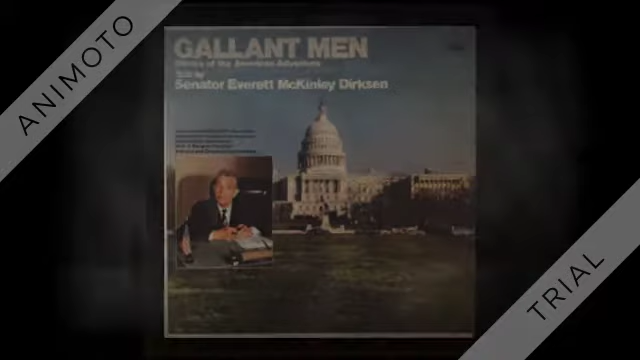 ANIMOTO
GALLANT MEN
Stories of the American Adventure
Told by
Senator Everett McKinley Dirksen
TRIAL